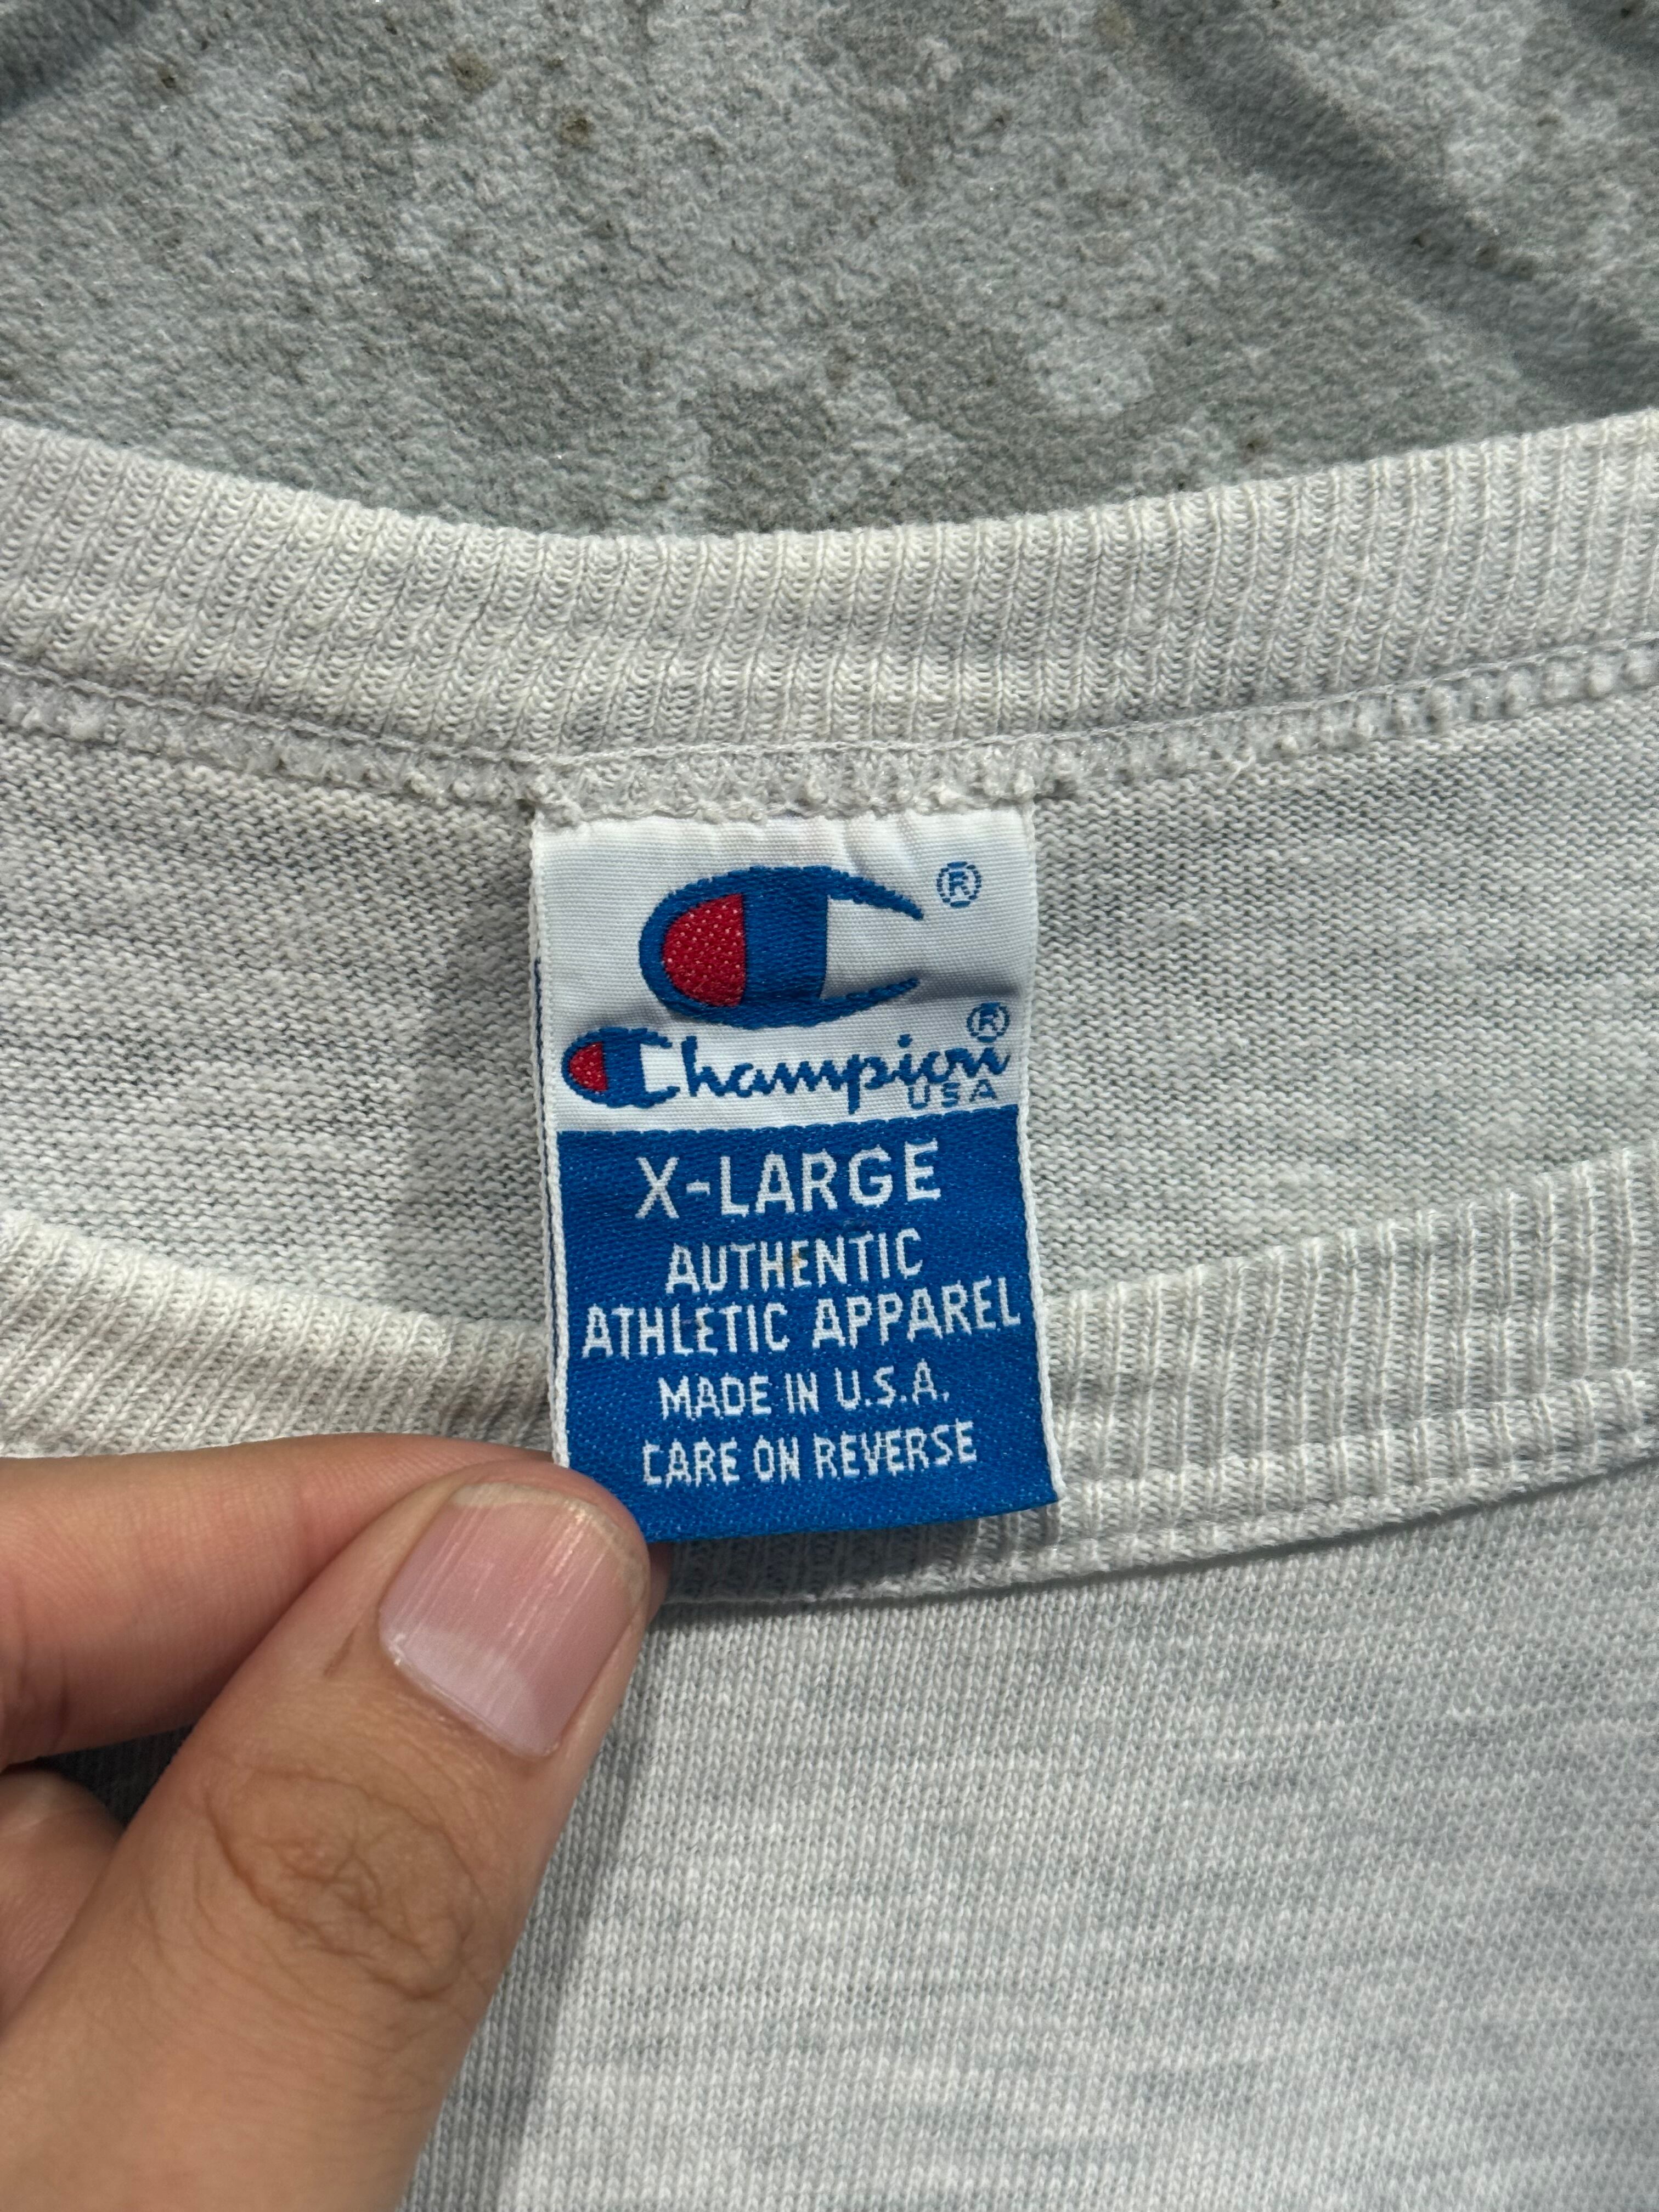 ®
Champion®
USA
X-LARGE
AUTHENTIC
ATHLETIC APPAREL
MADE IN U.S.A.
CARE ON REVERSE